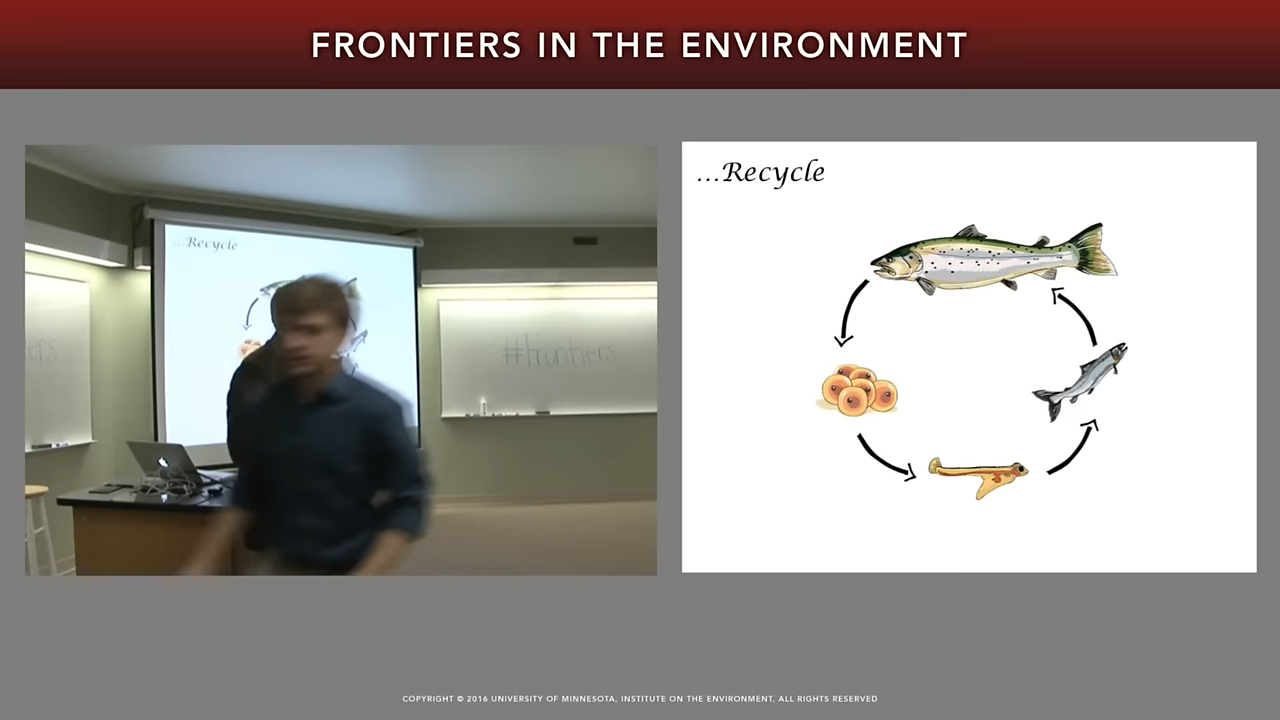 FRONTIERS IN THE ENVIRONMENT
...Recycle
#Frontiers
iers
...Recycle
COPYRIGHT © 2016 UNIVERSITY OF MINNESOTA, INSTITUTE ON THE ENVIRONMENT, ALL RIGHTS RESERVED